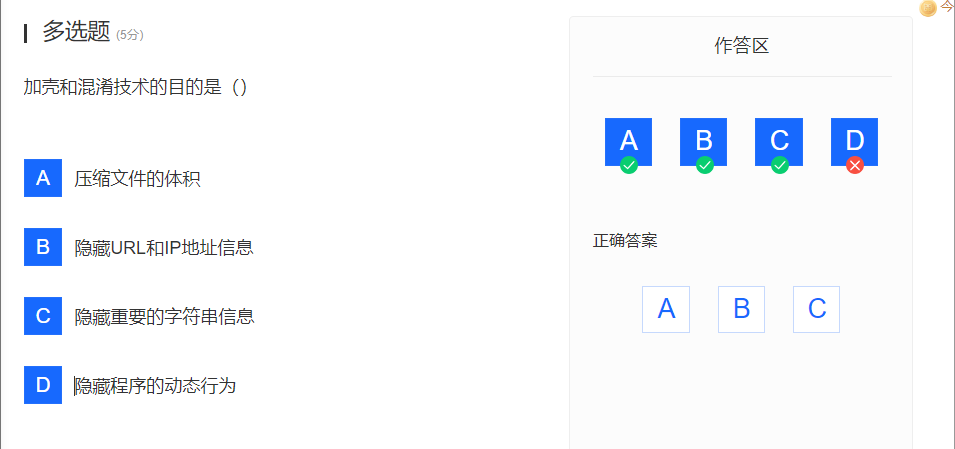 多选题 (5分)
加壳和混淆技术的目的是（）
A 压缩文件的体积
B 隐藏URL和IP地址信息
C 隐藏重要的字符串信息
D 隐藏程序的动态行为
今
作答区
A B C D
正确答案
A B C